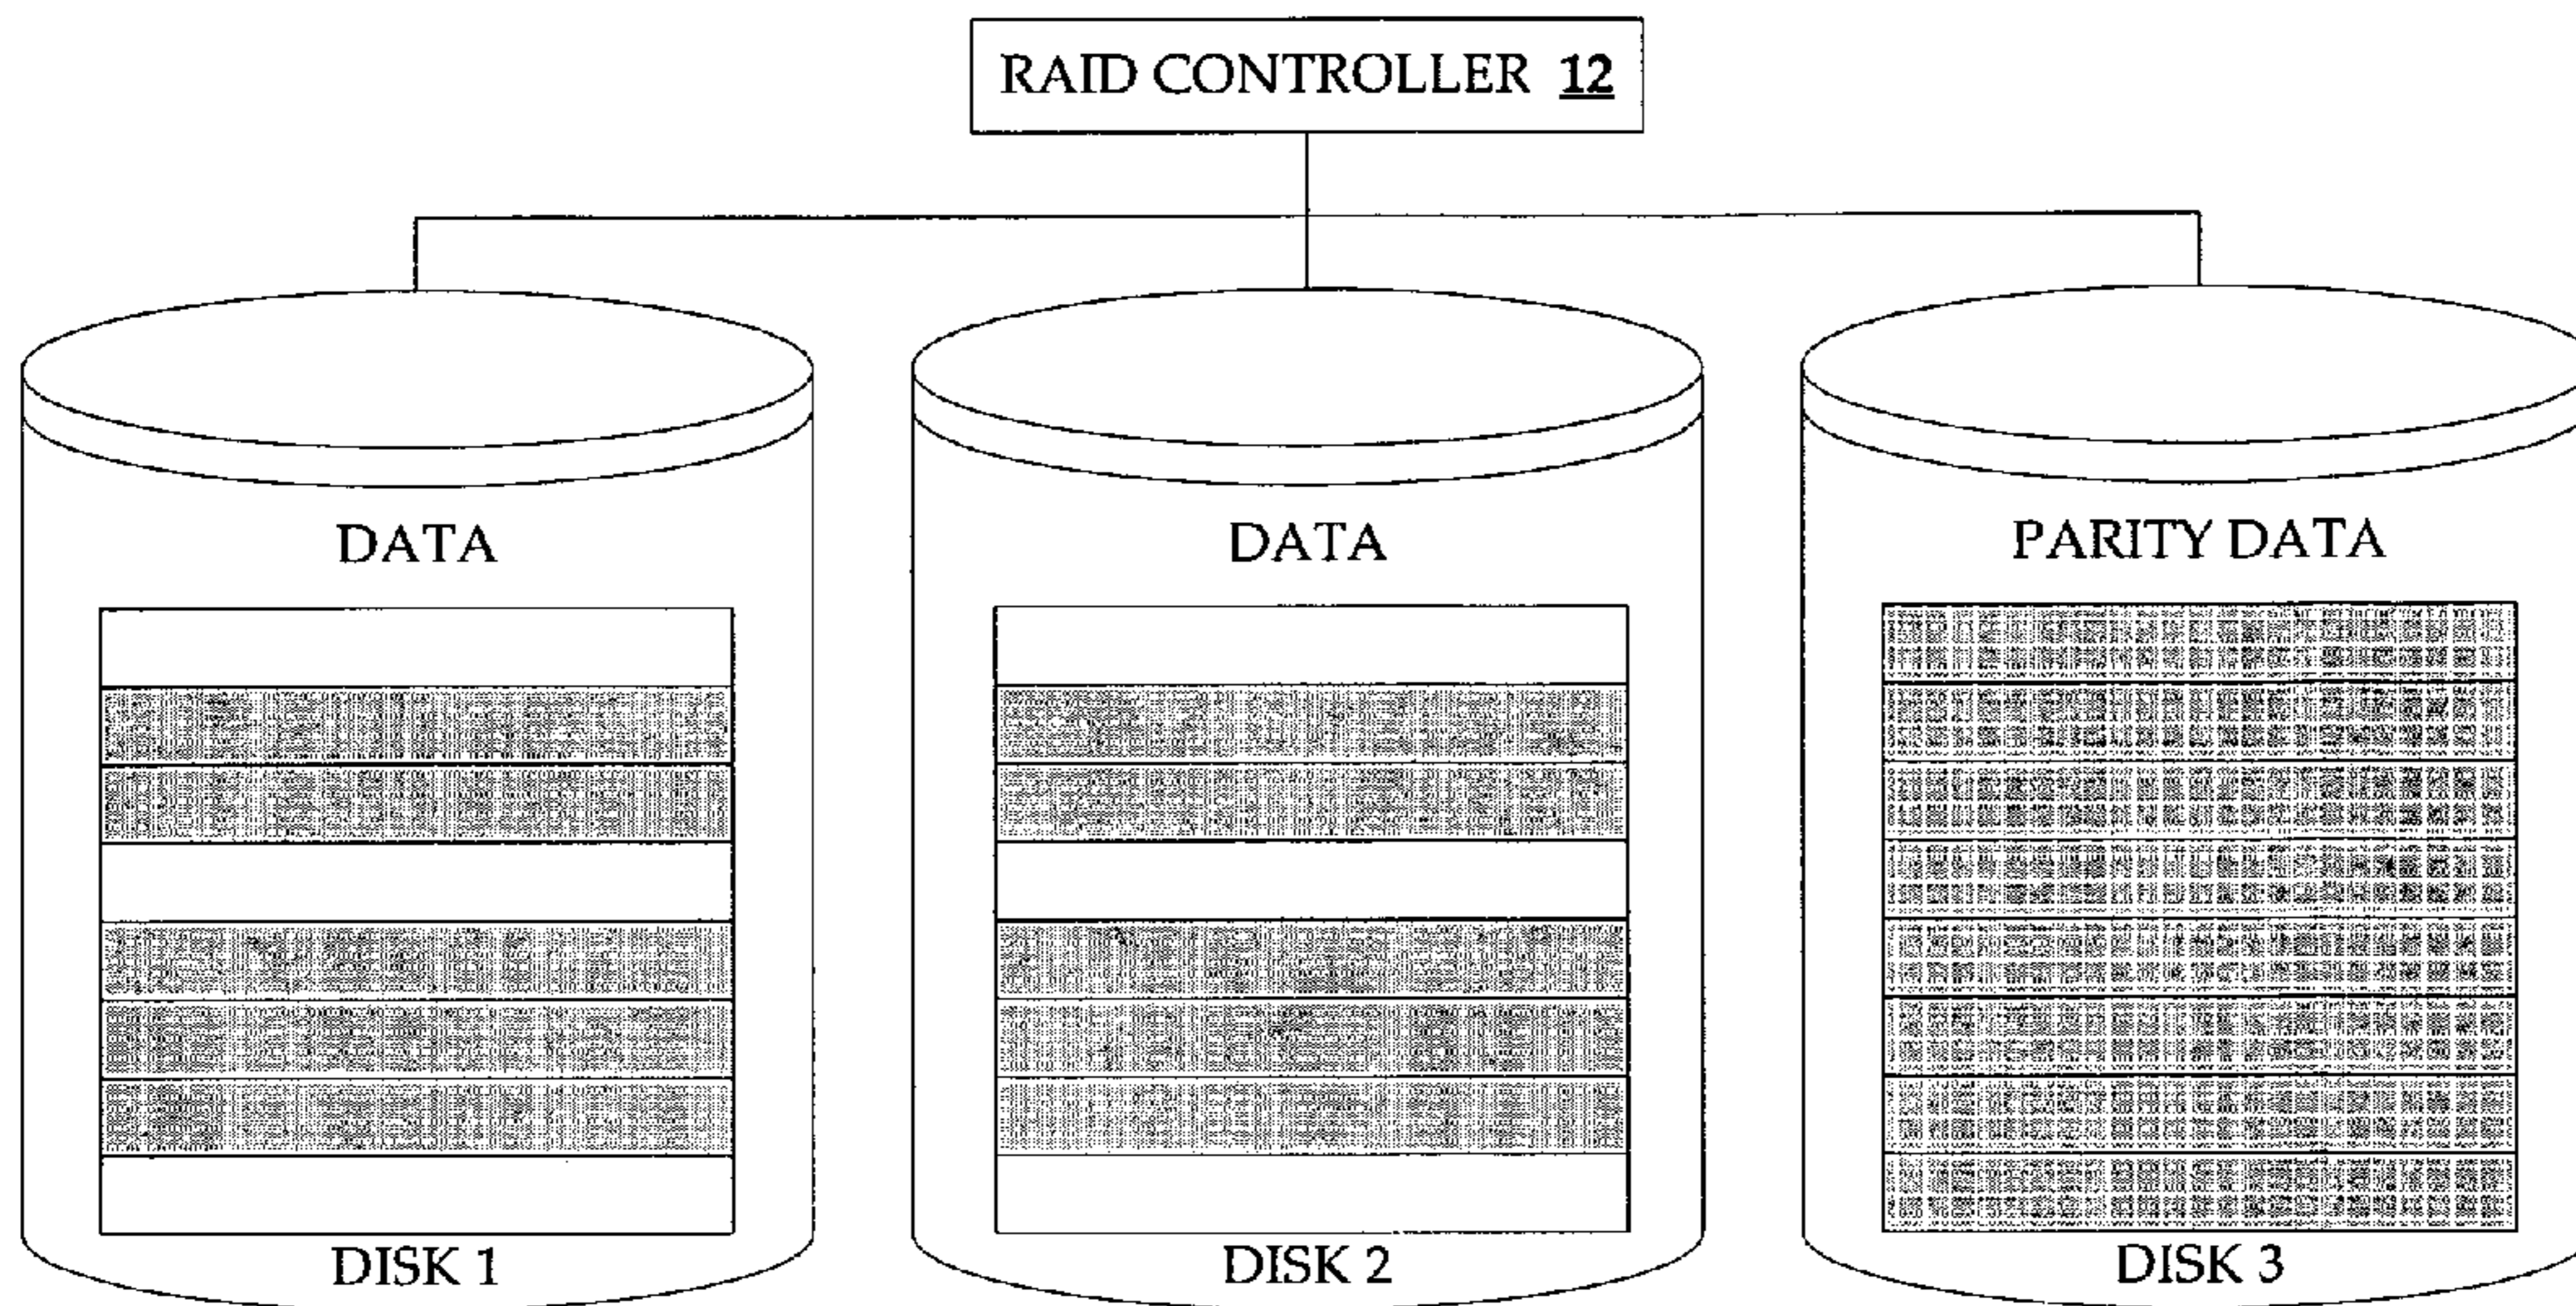 RAID CONTROLLER 12
DATA
DATA
PARITY DATA
DISK 1
DISK 2
DISK 3